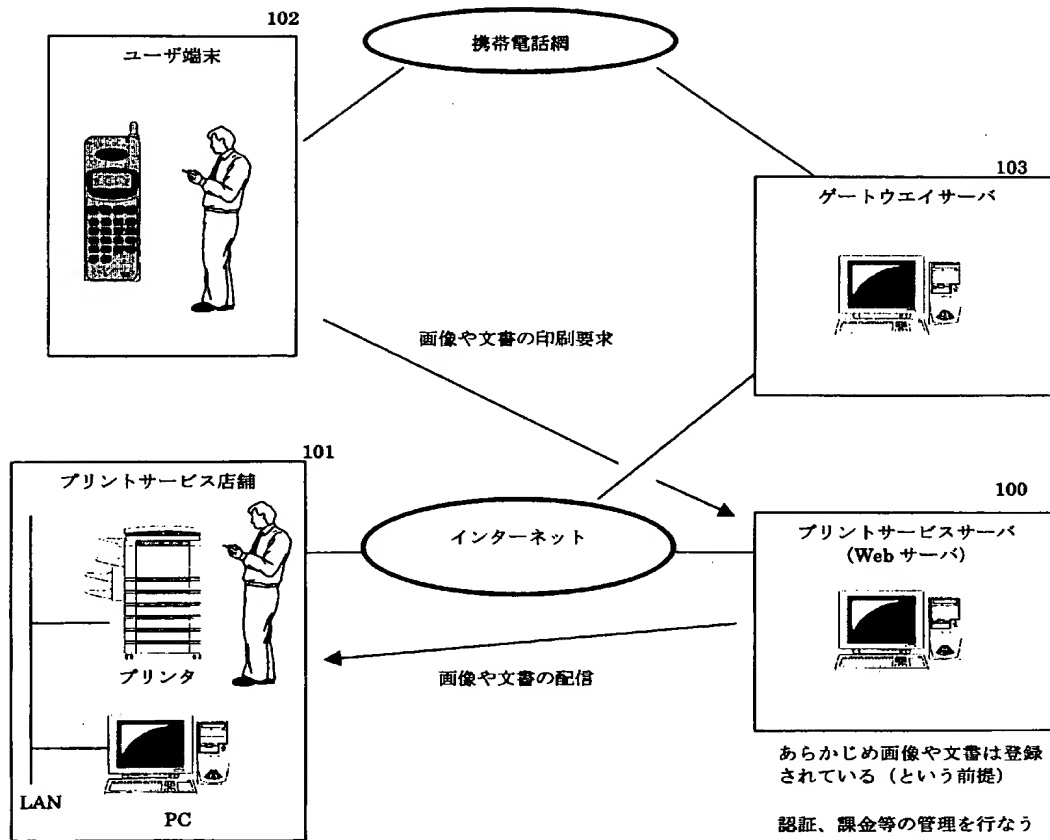 102
ユーザ端末
携帯電話網
103
ゲートウエイサーバ
画像や文書の印刷要求
101
プリントサービス店舗
インターネット
100
プリントサービスサーバ
(Web サーバ)
プリンタ
画像や文書の配信
LAN
PC
あらかじめ画像や文書は登録
されている（という前提）
認証、課金等の管理を行なう